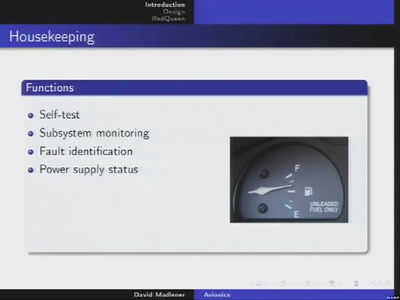 Introduction
Design
RedQueen
Housekeeping
Functions
Self-test
Subsystem monitoring
Fault identification
Power supply status
F
E
UNLEADED
FUEL ONLY
David Madlener
Avionics